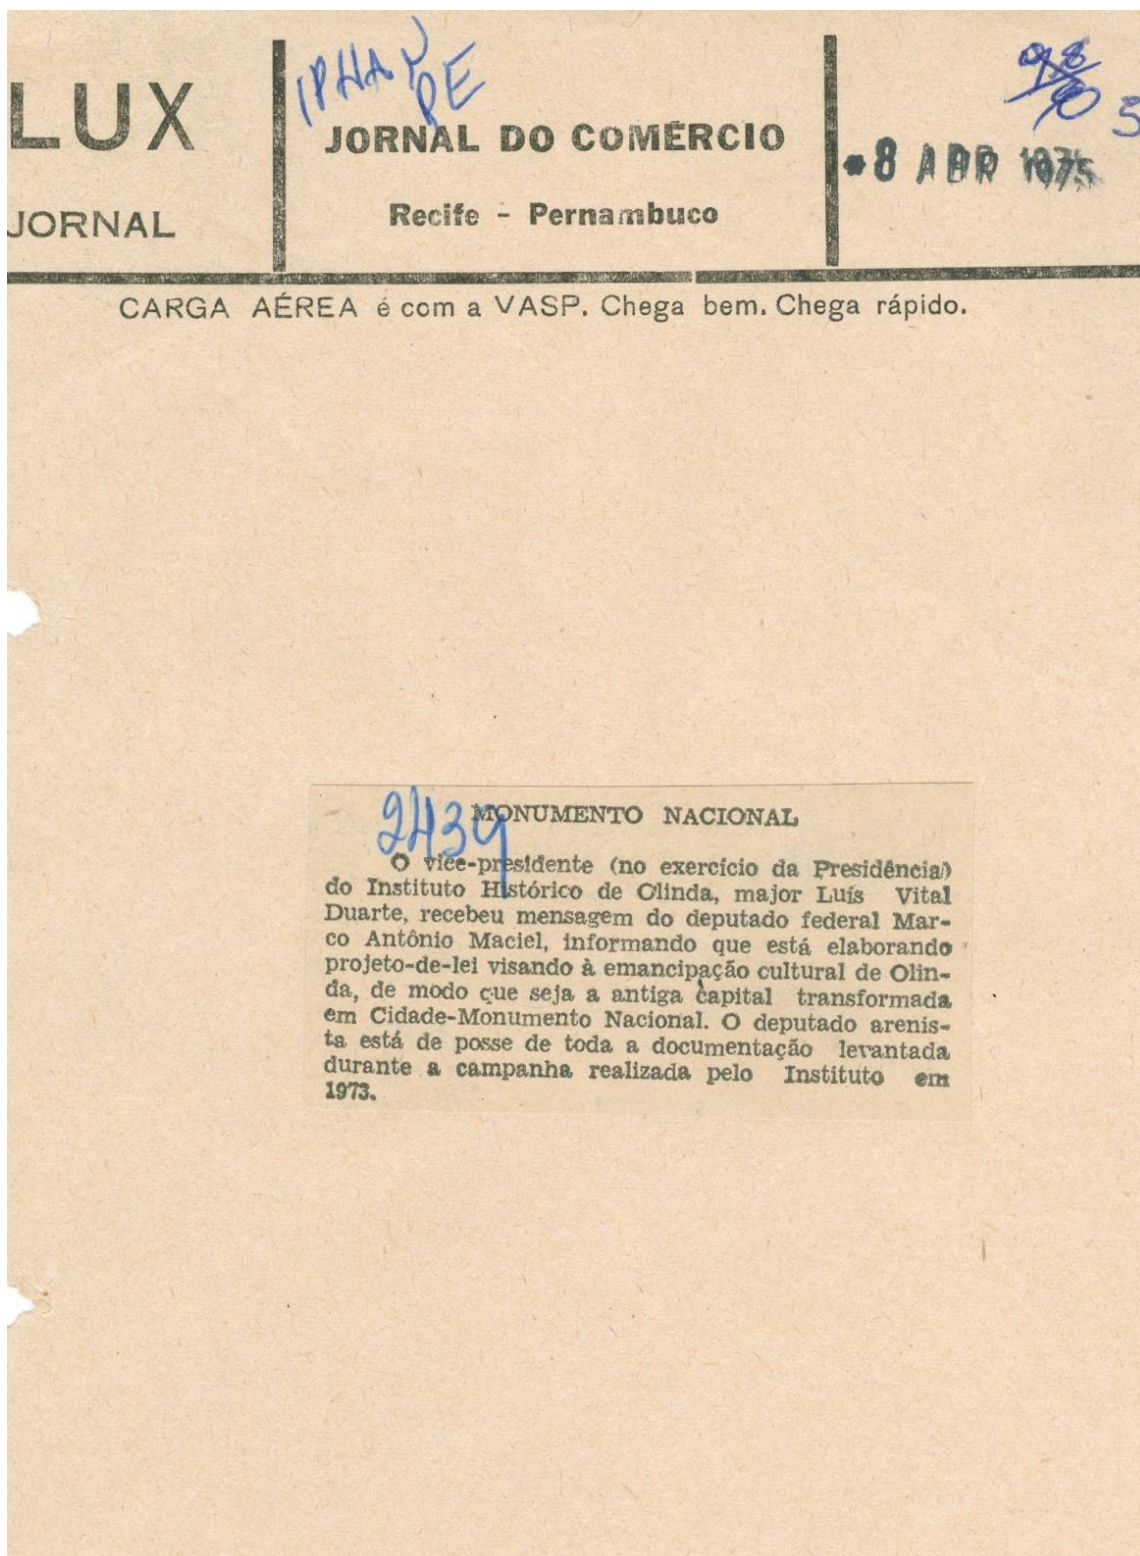 LUX
JORNAL
IPHAN
PE
JORNAL DO COMÉRCIO
Recife - Pernambuco
5
8 ABR 1975
CARGA AÉREA é com a VASP. Chega bem. Chega rápido.
2439
MONUMENTO NACIONAL
O vice-presidente (no exercício da Presidência)
do Instituto Histórico de Olinda, major Luís Vital
Duarte, recebeu mensagem do deputado federal Mar-
co Antônio Maciel, informando que está elaborando
projeto-de-lei visando à emancipação cultural de Olin-
da, de modo que seja a antiga capital transformada
em Cidade-Monumento Nacional. O deputado arenis-
ta está de posse de toda a documentação levantada
durante a campanha realizada pelo Instituto em
1973.